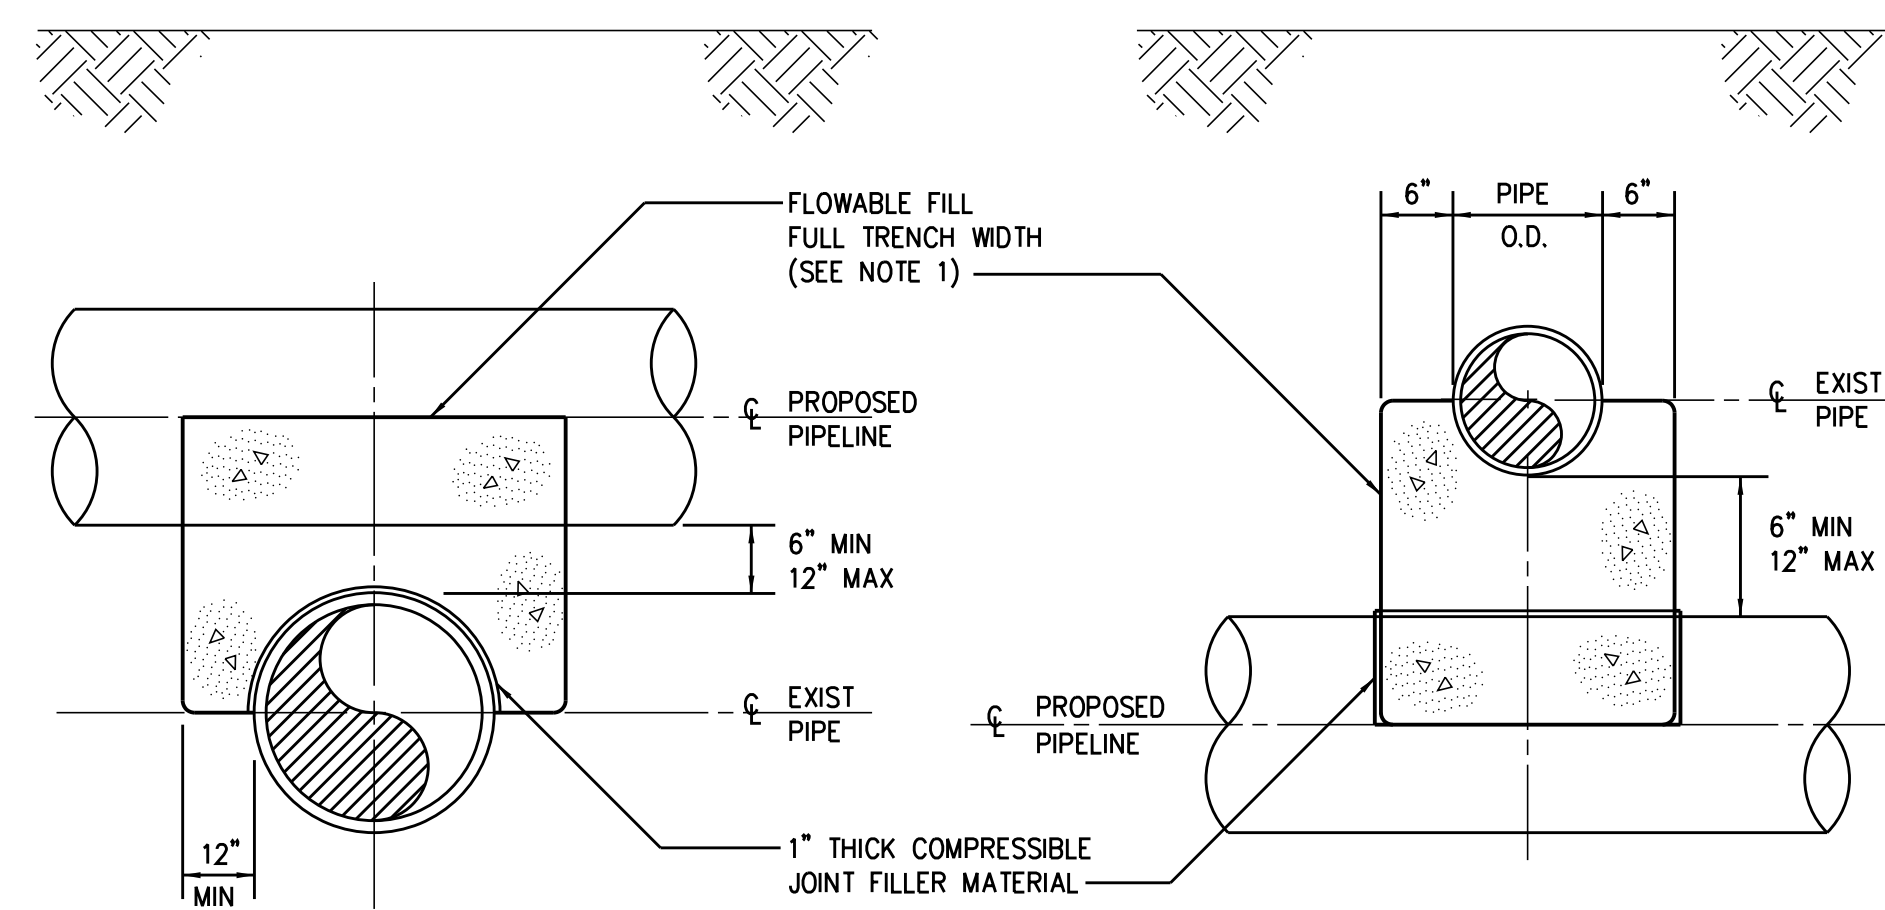 FLOWABLE FILL
FULL TRENCH WIDTH
(SEE NOTE 1)
PROPOSED
PIPELINE
6" MIN
12" MAX
EXIST
PIPE
12"
MIN
1" THICK COMPRESSIBLE
JOINT FILLER MATERIAL
6" PIPE 6"
O.D.
EXIST
PIPE
6" MIN
12" MAX
PROPOSED
PIPELINE